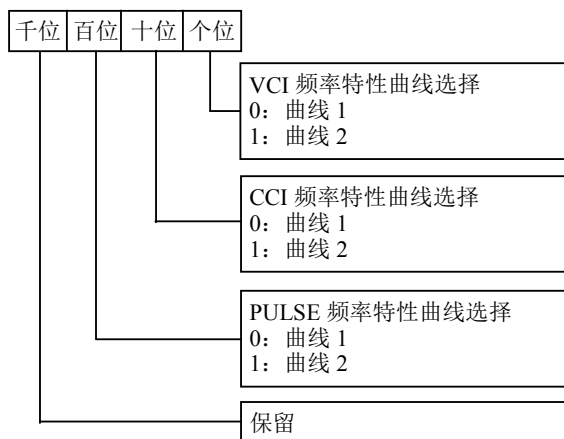 千位 百位 十位 个位
VCI 频率特性曲线选择
0：曲线 1
1：曲线 2
CCI 频率特性曲线选择
0：曲线 1
1：曲线 2
PULSE 频率特性曲线选择
0：曲线 1
1：曲线 2
保留